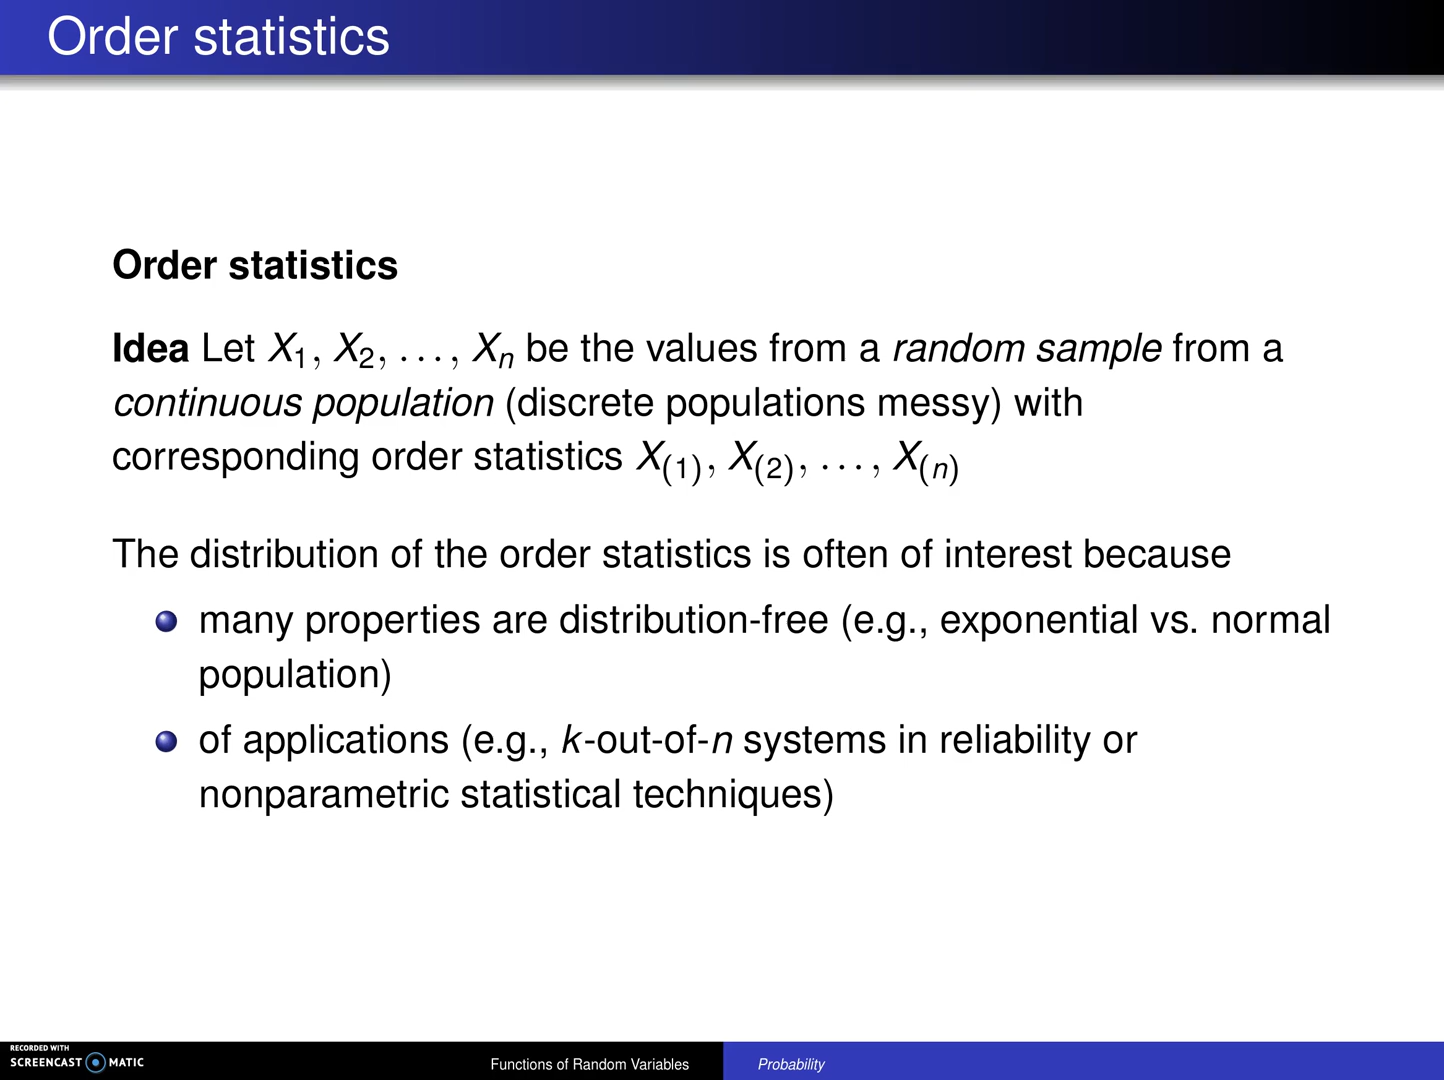 Order statistics
Order statistics
Idea Let X1, X2, . . . , Xn be the values from a random sample from a
continuous population (discrete populations messy) with
corresponding order statistics X(1), X(2), . . . , X(n)
The distribution of the order statistics is often of interest because
many properties are distribution-free (e.g., exponential vs. normal
population)
of applications (e.g., k-out-of-n systems in reliability or
nonparametric statistical techniques)
RECORDED WITH
SCREENCAST MATIC
Functions of Random Variables
Probability